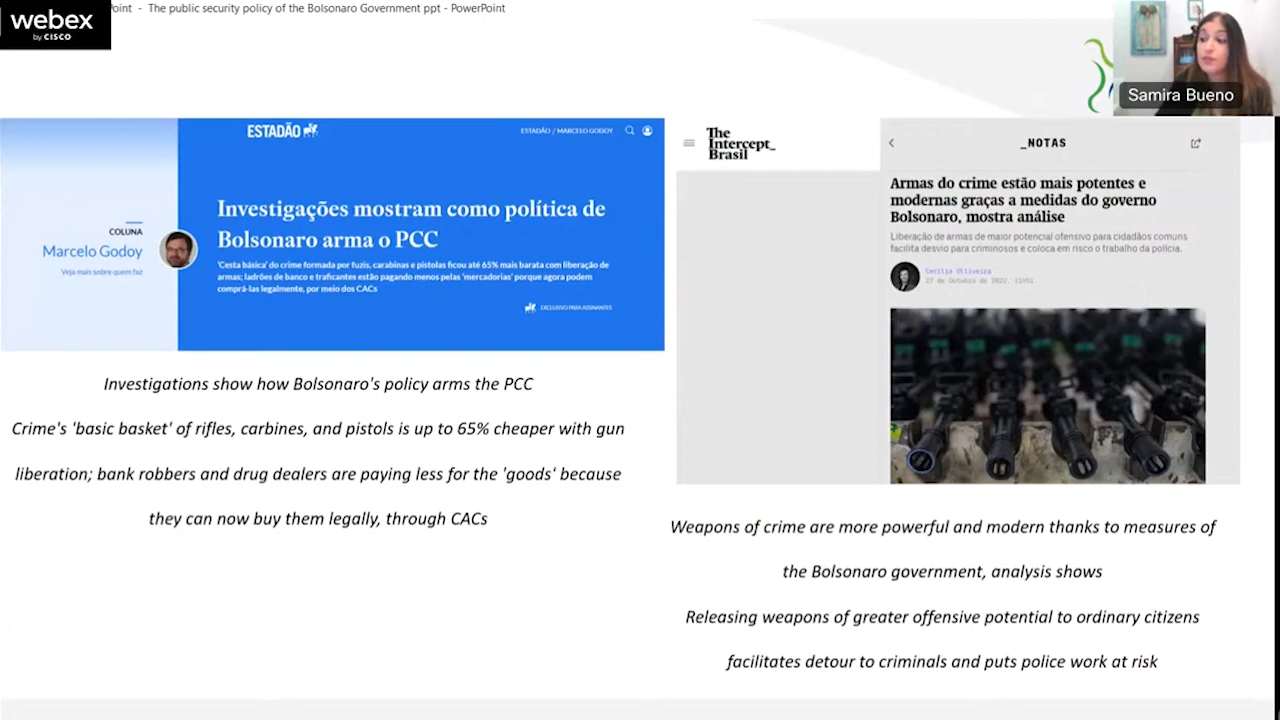 webex
by CISCO
Point - The public security policy of the Bolsonaro Government ppt - PowerPoint
Samira Bueno
ESTADÃO
ESTADÃO / MARCELO GODOY
COLUNA
Marcelo Godoy
Veja mais sobre quem faz
Investigações mostram como política de
Bolsonaro arma o PCC
'Cesta básica' do crime formada por fuzis, carabinas e pistolas ficou até 65% mais barata com liberação de
armas; ladrões de banco e traficantes estão pagando menos pelas 'mercadorias' porque agora podem
comprá-las legalmente, por meio dos CACs
EXCLUSIVO PARA ASSINANTES
Investigations show how Bolsonaro's policy arms the PCC
Crime's 'basic basket' of rifles, carbines, and pistols is up to 65% cheaper with gun
liberation; bank robbers and drug dealers are paying less for the 'goods' because
they can now buy them legally, through CACs
The
Intercept_
Brasil
_NOTAS
Armas do crime estão mais potentes e
modernas graças a medidas do governo
Bolsonaro, mostra análise
Liberação de armas de maior potencial ofensivo para cidadãos comuns
facilita desvio para criminosos e coloca em risco o trabalho da polícia.
Cecília Olliveira
27 de Outubro de 2022, 11h51
Weapons of crime are more powerful and modern thanks to measures of
the Bolsonaro government, analysis shows
Releasing weapons of greater offensive potential to ordinary citizens
facilitates detour to criminals and puts police work at risk